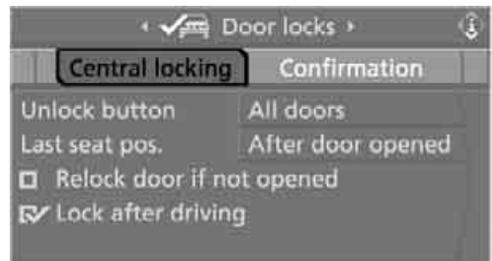 Door locks
Central locking Confirmation
Unlock button All doors
Last seat pos. After door opened
Relock door if not opened
Lock after driving